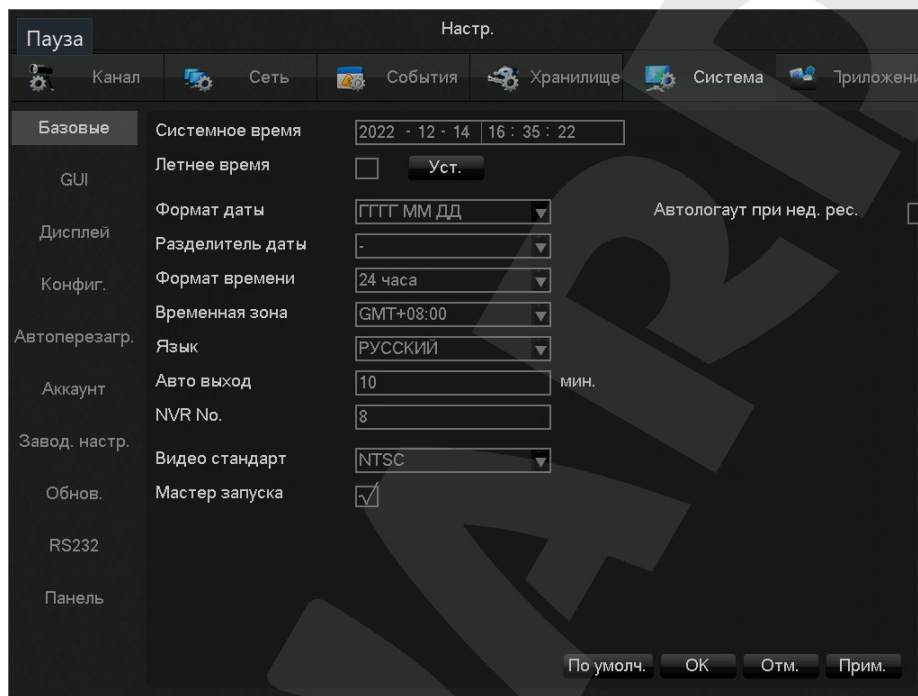 Настр.
Пауза
Канал Сеть События Хранилище Система Приложени
Базовые
GUI
Дисплей
Конфиг.
Автоперезагр.
Аккаунт
Завод. настр.
Обнов.
RS232
Панель
Системное время 2022 - 12 - 14 16 : 35 : 22
Летнее время Уст.
Формат даты ГГГГ ММ ДД Автологаут при нед. рес.
Разделитель даты -
Формат времени 24 часа
Временная зона GMT+08:00
Язык РУССКИЙ
Авто выход 10 мин.
NVR No. 8
Видео стандарт NTSC
Мастер запуска
По умолч. OK Отм. Прим.